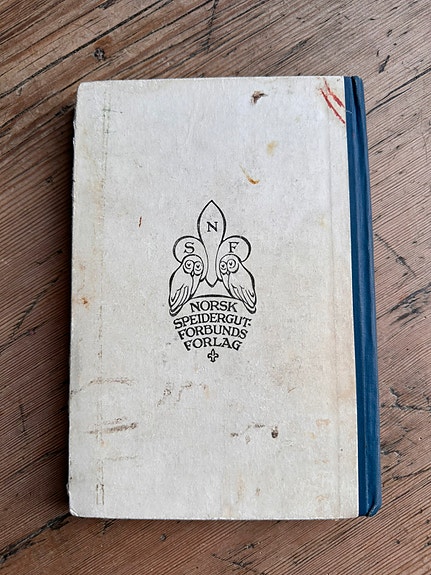 N
S F
NORSK
SPEIDERGUT-
FORBUNDS
FORLAG